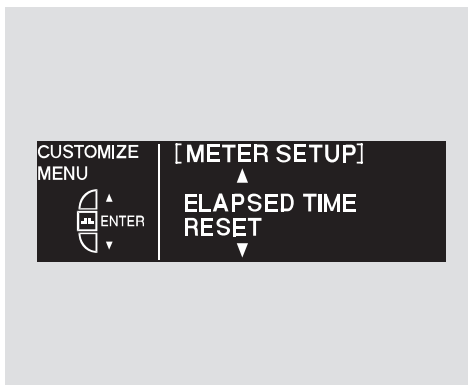 CUSTOMIZE
MENU
ENTER
[METER SETUP]
ELAPSED TIME
RESET